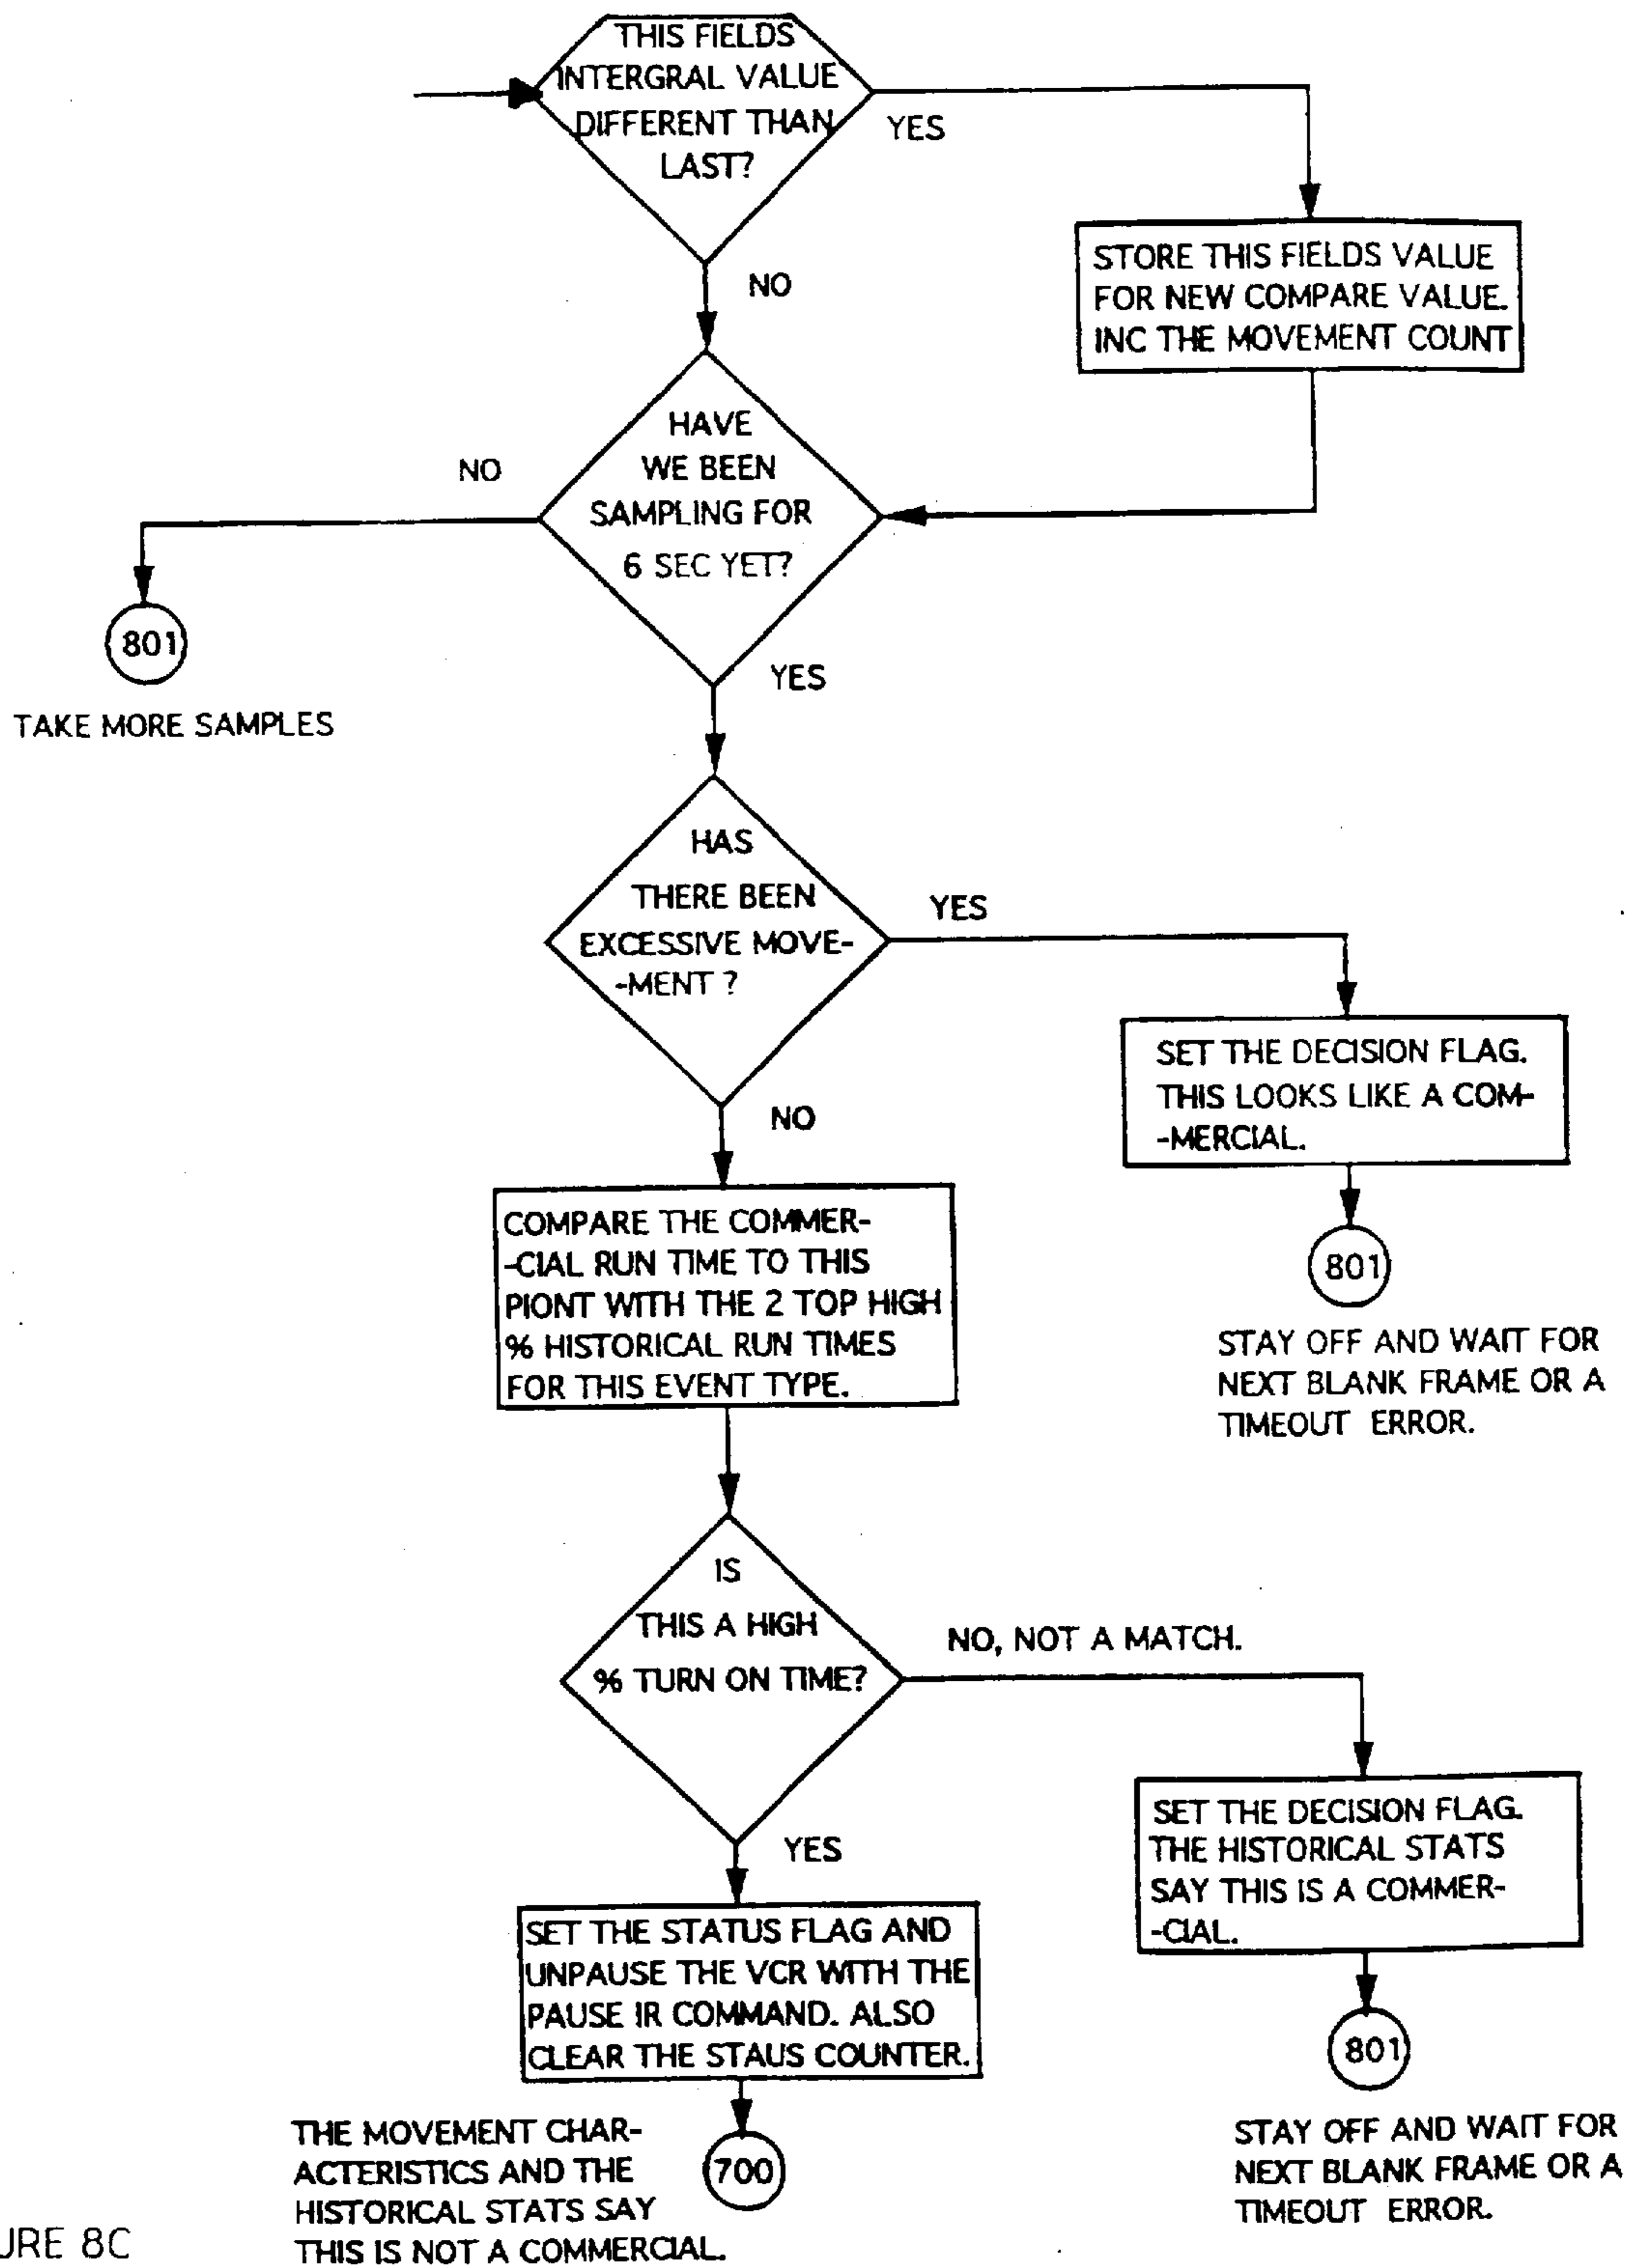 THIS FIELDS
INTERGRAL VALUE
DIFFERENT THAN
LAST?
YES
NO
STORE THIS FIELDS VALUE
FOR NEW COMPARE VALUE.
INC THE MOVEMENT COUNT
HAVE
WE BEEN
SAMPLING FOR
6 SEC YET?
NO
801
TAKE MORE SAMPLES
YES
HAS
THERE BEEN
EXCESSIVE MOVE-
-MENT ?
YES
SET THE DECISION FLAG.
THIS LOOKS LIKE A COM-
-MERCIAL.
801
STAY OFF AND WAIT FOR
NEXT BLANK FRAME OR A
TIMEOUT ERROR.
NO
COMPARE THE COMMER-
-CIAL RUN TIME TO THIS
PIONT WITH THE 2 TOP HIGH
% HISTORICAL RUN TIMES
FOR THIS EVENT TYPE.
IS
THIS A HIGH
% TURN ON TIME?
NO, NOT A MATCH.
SET THE DECISION FLAG.
THE HISTORICAL STATS
SAY THIS IS A COMMER-
-CIAL.
801
STAY OFF AND WAIT FOR
NEXT BLANK FRAME OR A
TIMEOUT ERROR.
YES
SET THE STATUS FLAG AND
UNPAUSE THE VCR WITH THE
PAUSE IR COMMAND. ALSO
CLEAR THE STAUS COUNTER.
700
THE MOVEMENT CHAR-
ACTERISTICS AND THE
HISTORICAL STATS SAY
THIS IS NOT A COMMERCIAL.
URE 8C